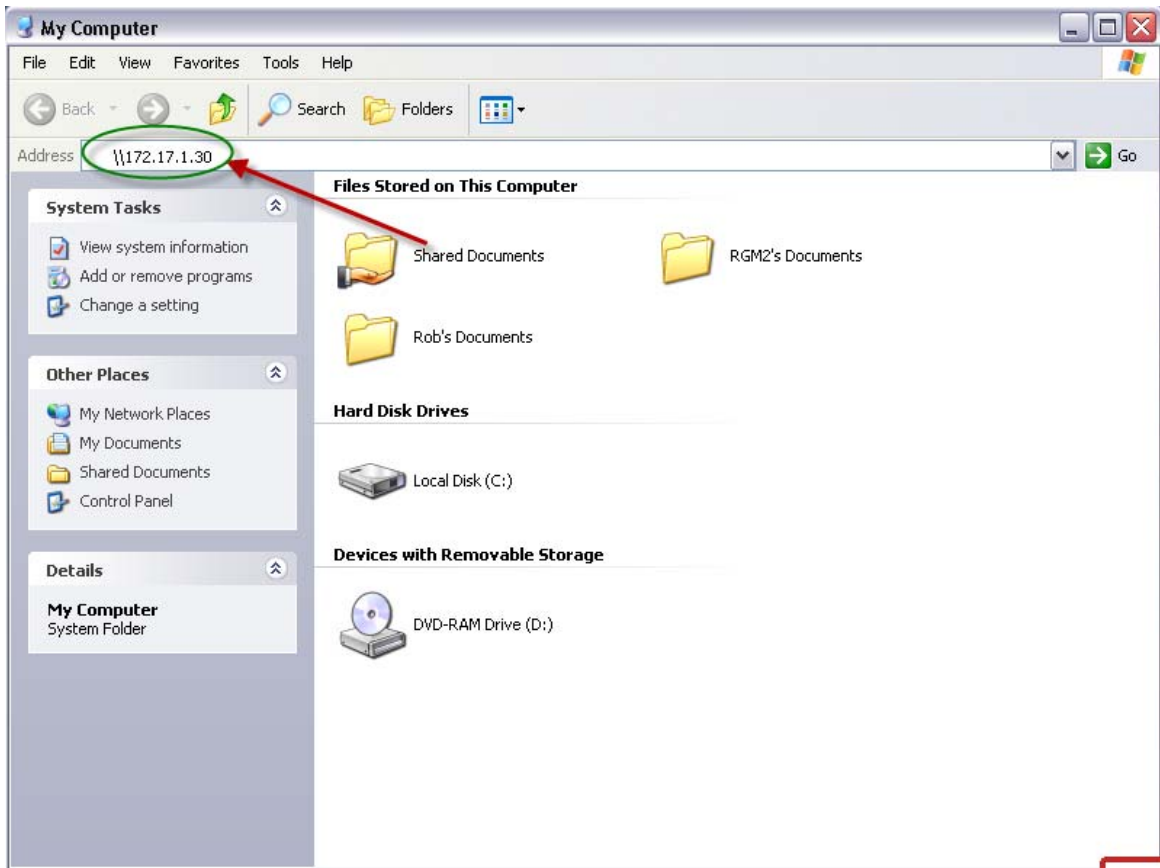 My Computer
File Edit View Favorites Tools Help
Back Search Folders
Address \\172.17.1.30 Go
System Tasks
View system information
Add or remove programs
Change a setting
Other Places
My Network Places
My Documents
Shared Documents
Control Panel
Details
My Computer
System Folder
Files Stored on This Computer
Shared Documents RGM2's Documents
Rob's Documents
Hard Disk Drives
Local Disk (C:)
Devices with Removable Storage
DVD-RAM Drive (D:)